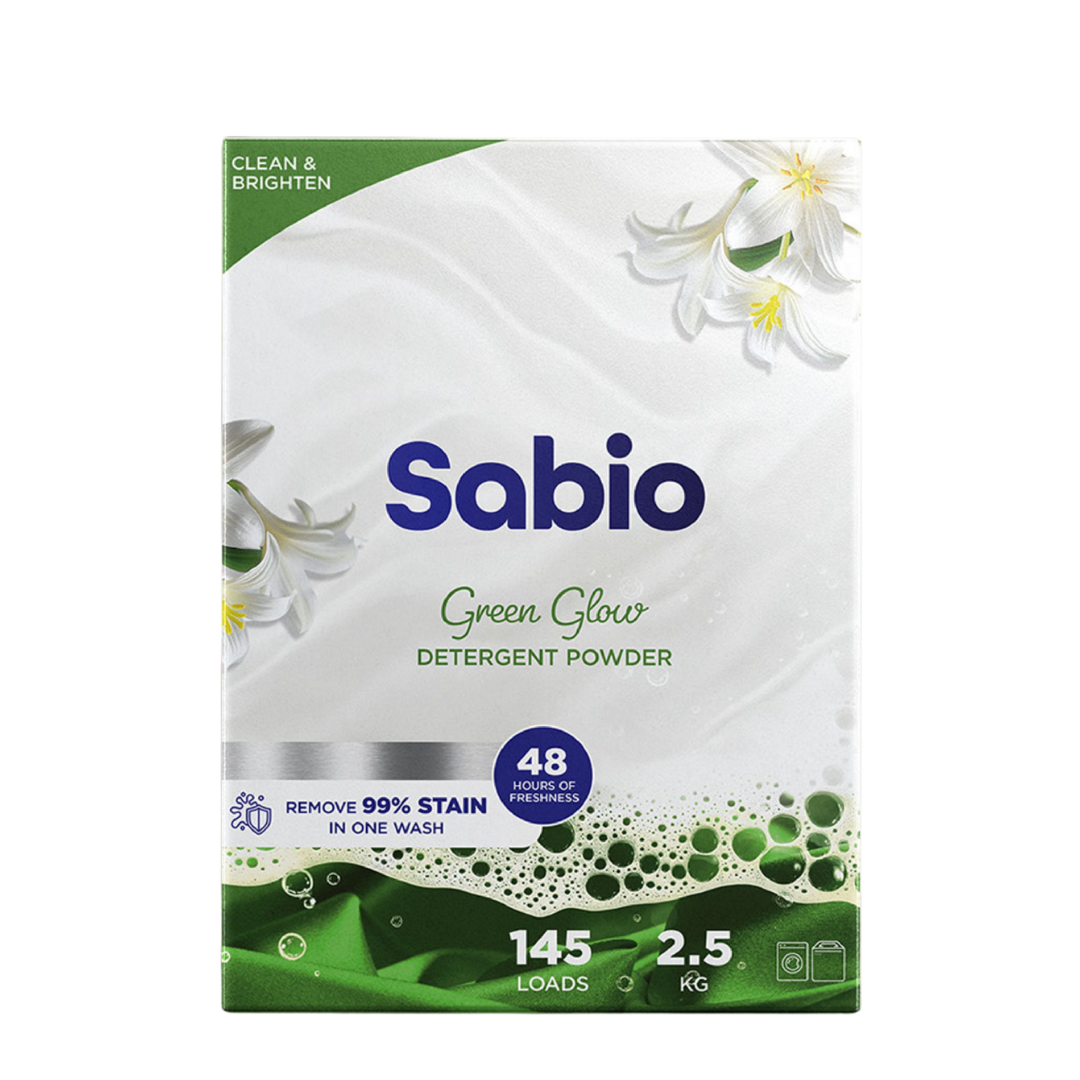 CLEAN &
BRIGHTEN
Sabio
Green Glow
DETERGENT POWDER
48
HOURS OF
FRESHNESS
REMOVE 99% STAIN
IN ONE WASH
145
LOADS
2.5
KG